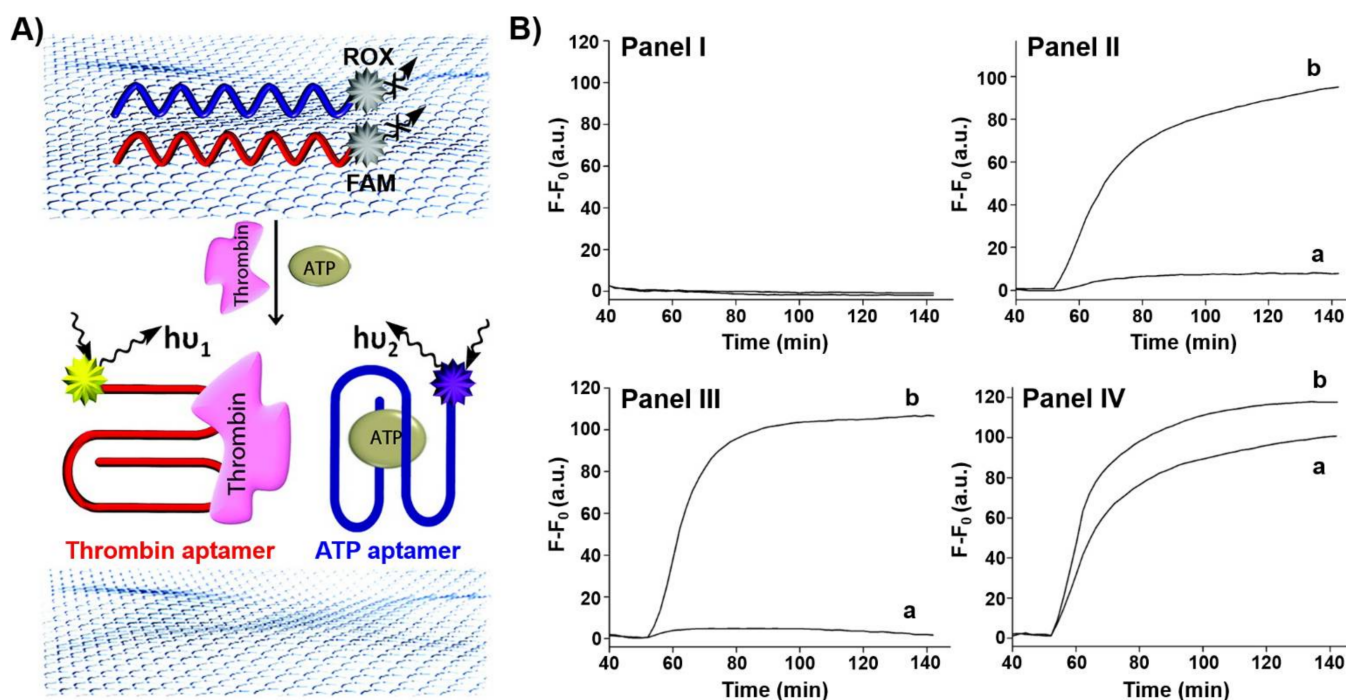 A)
ROX
FAM
Thrombin
ATP
hυ1
hυ2
Thrombin
ATP
Thrombin aptamer
ATP aptamer
B)
Panel I
F-F0 (a.u.)
120
100
80
60
40
20
0
40 60 80 100 120 140
Time (min)
Panel II
b
a
F-F0 (a.u.)
120
100
80
60
40
20
0
40 60 80 100 120 140
Time (min)
Panel III
b
a
F-F0 (a.u.)
120
100
80
60
40
20
0
40 60 80 100 120 140
Time (min)
Panel IV
b
a
F-F0 (a.u.)
120
100
80
60
40
20
0
40 60 80 100 120 140
Time (min)